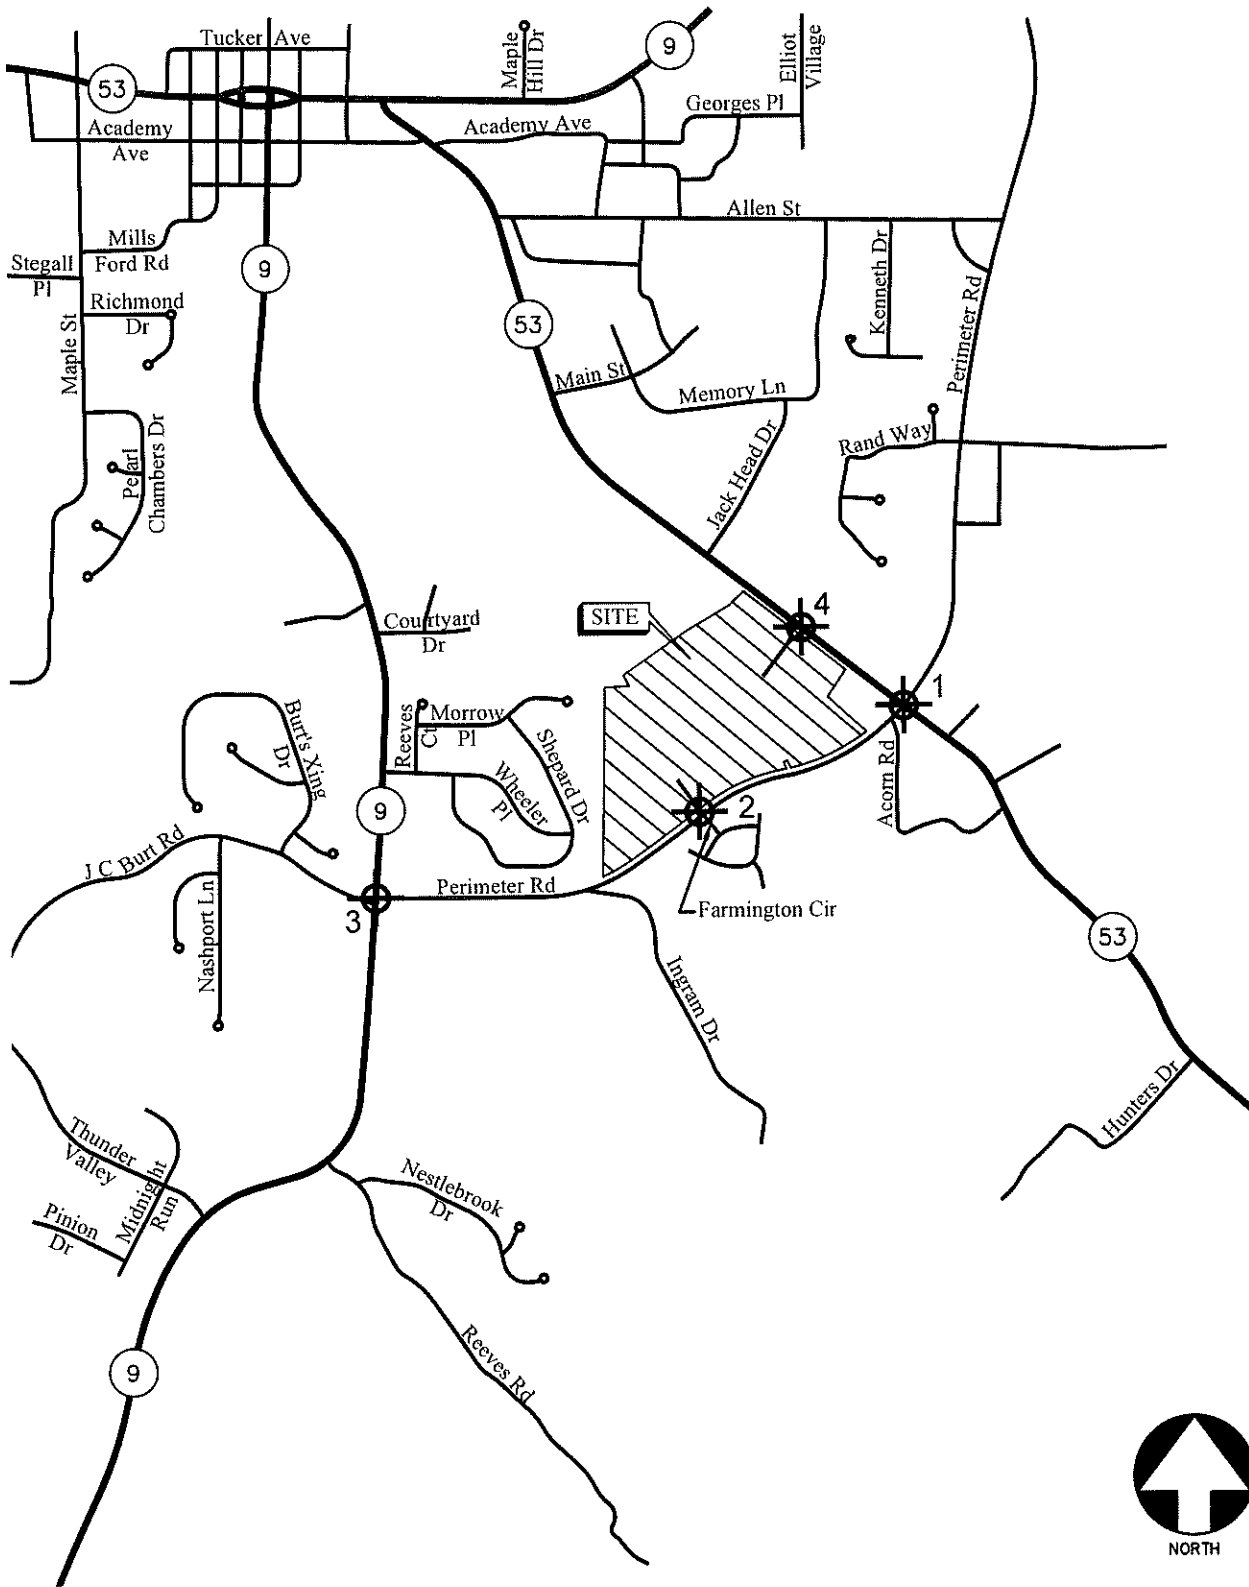 Tucker Ave
Maple
Hill Dr
9
Elliot
Village
53
Georges Pl
Academy
Ave
Academy Ave
Allen St
Mills
Ford Rd
Stegall
Pl
9
Kenneth Dr
Richmond
Dr
53
Perimeter Rd
Maple St
Main St
Memory Ln
Pearl
Chambers Dr
Jack Head Dr
Rand Way
SITE
4
Courtyard
Dr
1
Burt's Xing
Dr
Reeves
Ct
Morrow
Pl
Shepard Dr
Wheeler
Pl
9
2
Acorn Rd
J C Burt Rd
Perimeter Rd
3
Farmington Cir
Nashport Ln
53
Ingram Dr
Hunters Dr
Thunder
Valley
Midnight
Run
Nestlebrook
Dr
Pinion
Dr
Reeves Rd
9
NORTH